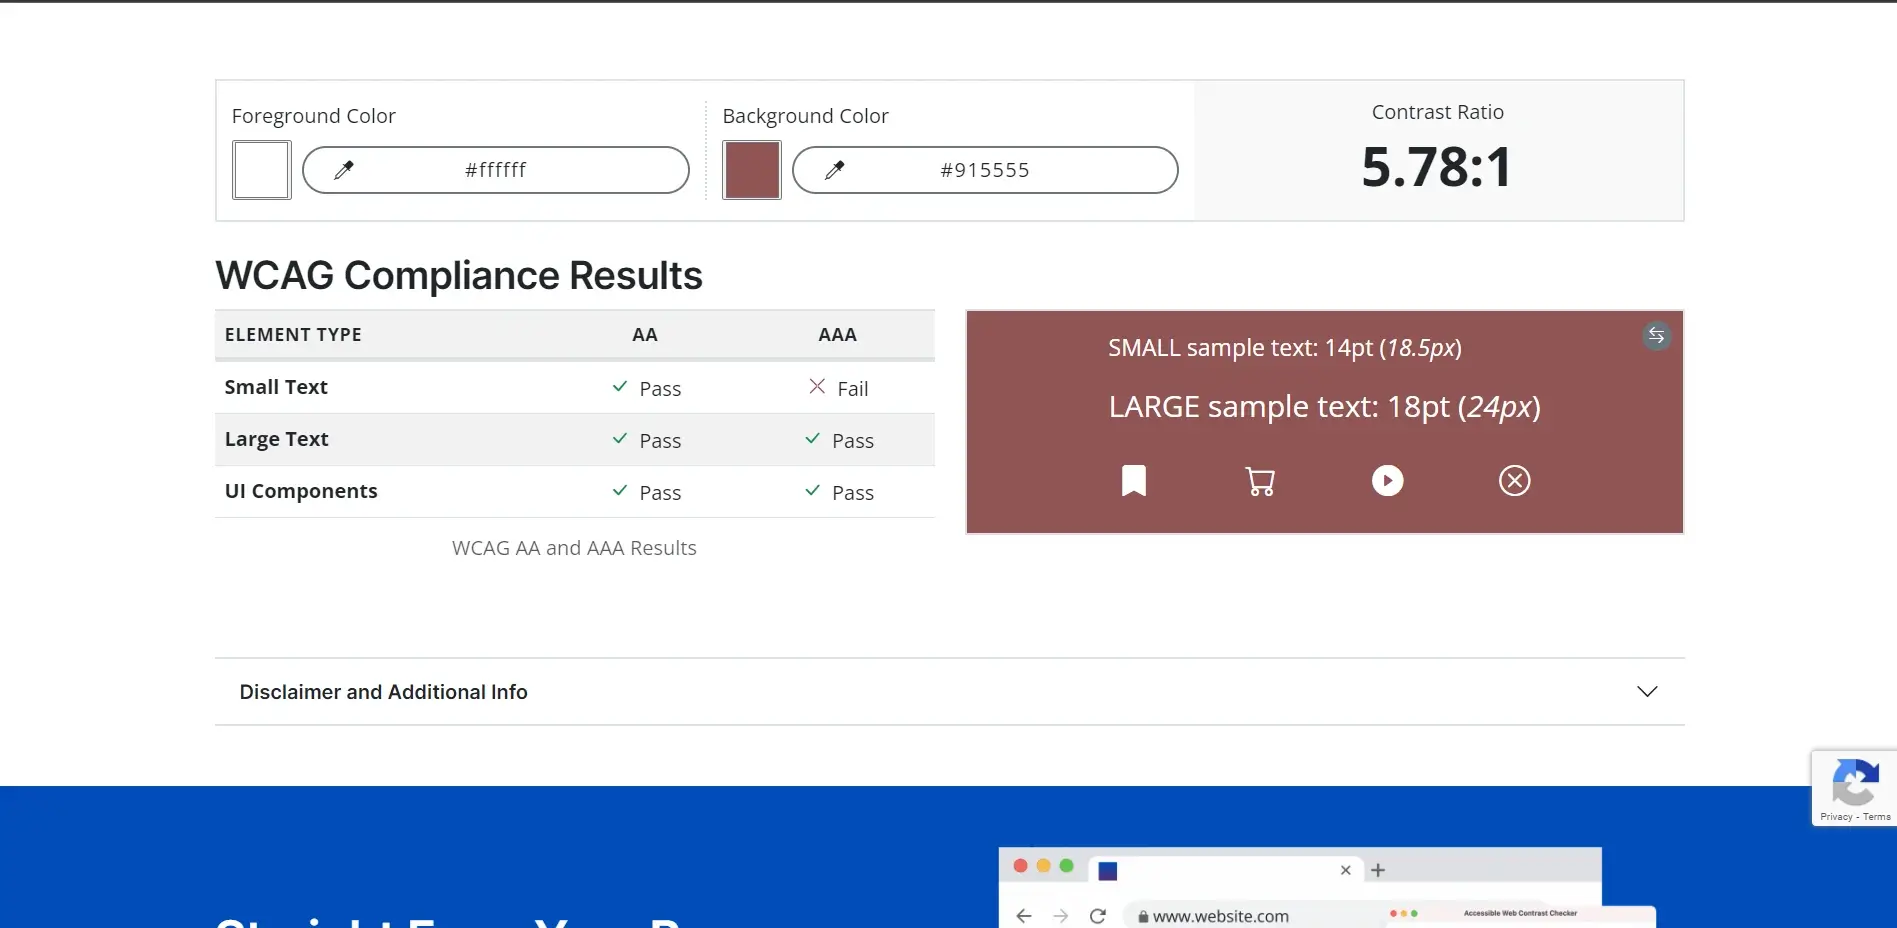 Foreground Color
#ffffff
Background Color
#915555
Contrast Ratio
5.78:1
WCAG Compliance Results
ELEMENT TYPE AA AAA
Small Text Pass Fail
Large Text Pass Pass
UI Components Pass Pass
WCAG AA and AAA Results
SMALL sample text: 14pt (18.5px)
LARGE sample text: 18pt (24px)
Disclaimer and Additional Info
Privacy - Terms
www.website.com
Accessible Web Contrast Checker